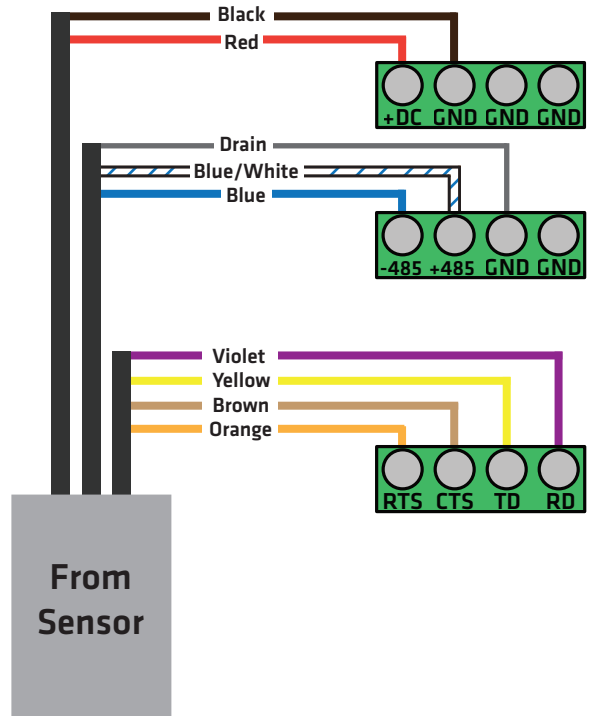 Black
Red
+DC GND GND GND
Drain
Blue/White
Blue
-485 +485 GND GND
Violet
Yellow
Brown
Orange
RTS CTS TD RD
From
Sensor